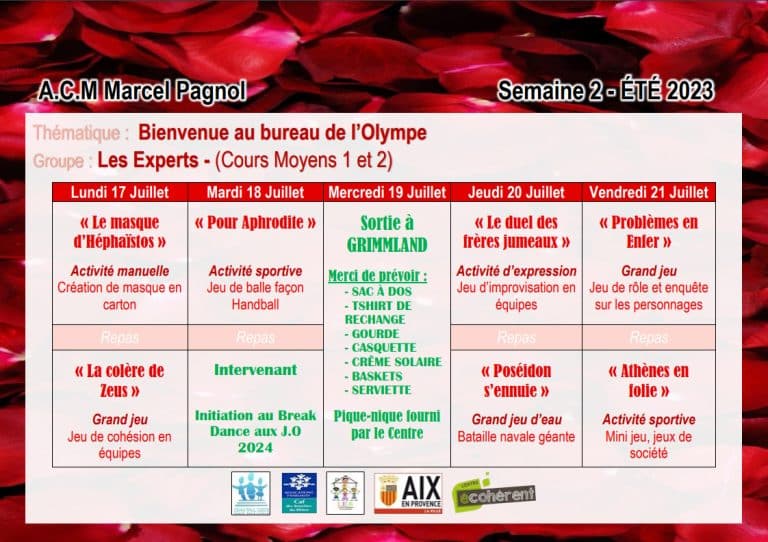 A.C.M Marcel Pagnol
Semaine 2 - ÉTÉ 2023
Thématique : Bienvenue au bureau de l'Olympe
Groupe : Les Experts - (Cours Moyens 1 et 2)
Lundi 17 Juillet
Mardi 18 Juillet
Mercredi 19 Juillet
Jeudi 20 Juillet
Vendredi 21 Juillet
« Le masque
d'Héphaïstos »
Activité manuelle
Création de masque en
carton
« Pour Aphrodite »
Activité sportive
Jeu de balle façon
Handball
Sortie à
GRIMMLAND
Merci de prévoir :
- SAC À DOS
- TSHIRT DE
RECHANGE
- GOURDE
- CASQUETTE
- CRÊME SOLAIRE
- BASKETS
- SERVIETTE
Pique-nique fourni
par le Centre
« Le duel des
frères jumeaux »
Activité d'expression
Jeu d'improvisation en
équipes
« Problèmes en
Enfer »
Grand jeu
Jeu de rôle et enquête
sur les personnages
Repas
Repas
Repas
Repas
« La colère de
Zeus »
Grand jeu
Jeu de cohésion en
équipes
Intervenant
Initiation au Break
Dance aux J.O
2024
« Poséidon
s'ennuie »
Grand jeu d'eau
Bataille navale géante
« Athènes en
folie »
Activité sportive
Mini jeu, jeux de
société
Caf
AIX
EN PROVENCE
LA VILLE
CENTRE
écohérent